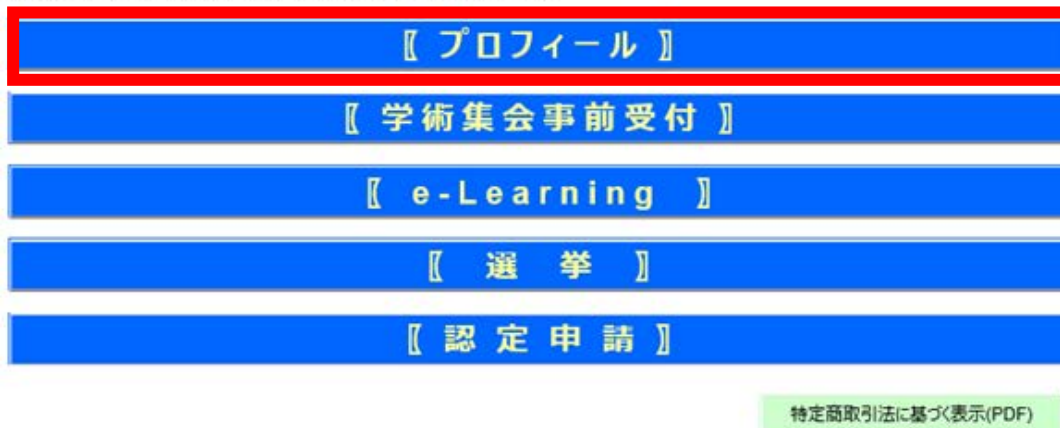 〖 プロフィール 〗
〖 学術集会事前受付 〗
〖 e-Learning 〗
〖 選 挙 〗
〖 認 定 申 請 〗
特定商取引法に基づく表示(PDF)